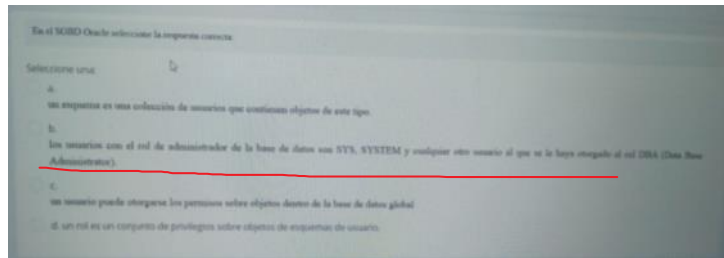 En el SGBD Oracle seleccione la respuesta correcta
Seleccione una:
a.
un esquema es una colección de usuarios que contienen objetos de este tipo.
b.
los usuarios con el rol de administrador de la base de datos son SYS, SYSTEM y cualquier otro usuario al que se le haya otorgado el rol DBA (Data Base
Administrator).
c.
un usuario puede otorgarse los permisos sobre objetos dentro de la base de datos global
d. un rol es un conjunto de privilegios sobre objetos de esquemas de usuario.